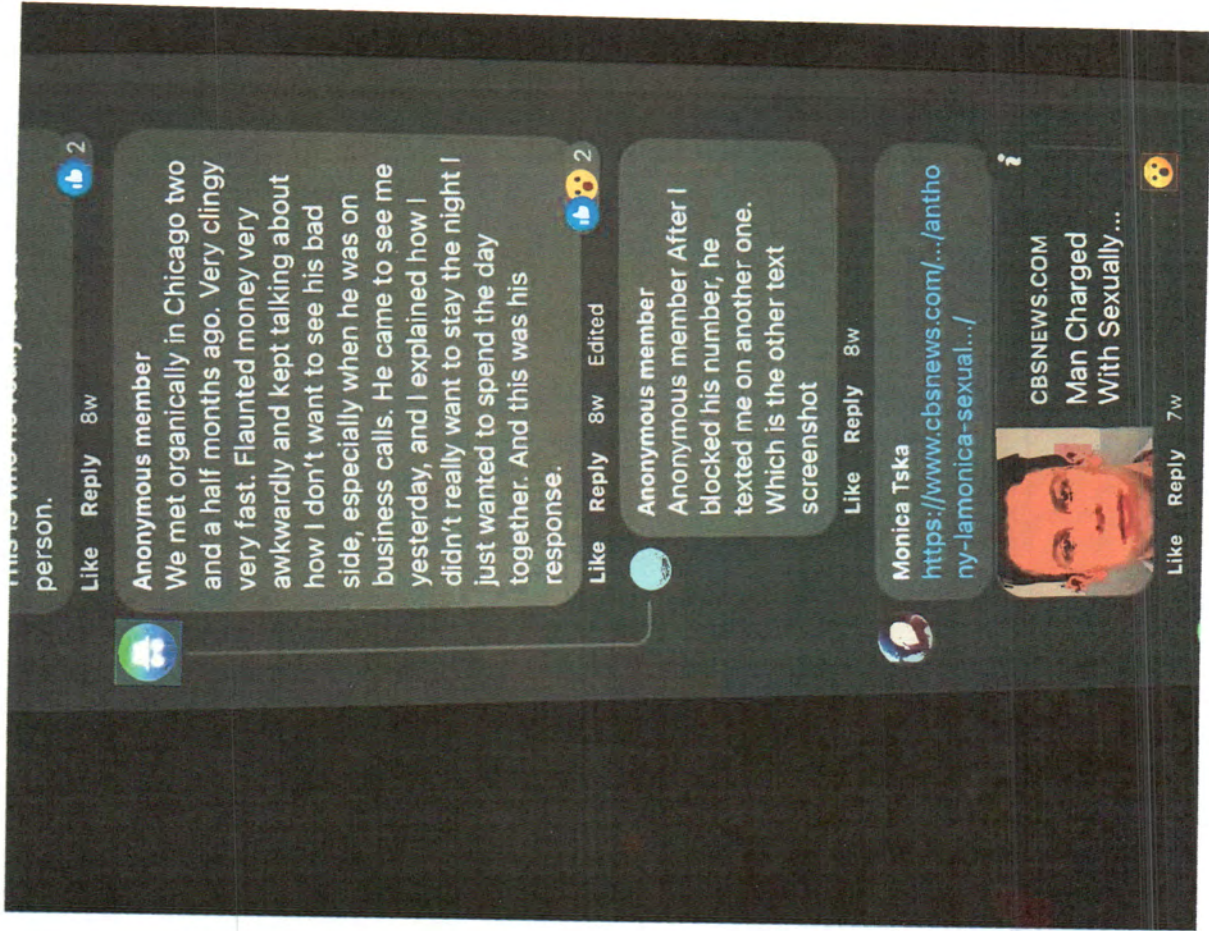 person.
Like Reply 8w
2
Anonymous member
We met organically in Chicago two
and a half months ago. Very clingy
very fast. Flaunted money very
awkwardly and kept talking about
how I don't want to see his bad
side, especially when he was on
business calls. He came to see me
yesterday, and I explained how I
didn't really want to stay the night I
just wanted to spend the day
together. And this was his
response.
Like Reply 8w Edited
2
Anonymous member
Anonymous member After I
blocked his number, he
texted me on another one.
Which is the other text
screenshot
Like Reply 8w
Monica Tska
https://www.cbsnews.com/.../antho
ny-lamonica-sexual.../
CBSNEWS.COM
Man Charged
With Sexually...
Like Reply 7w